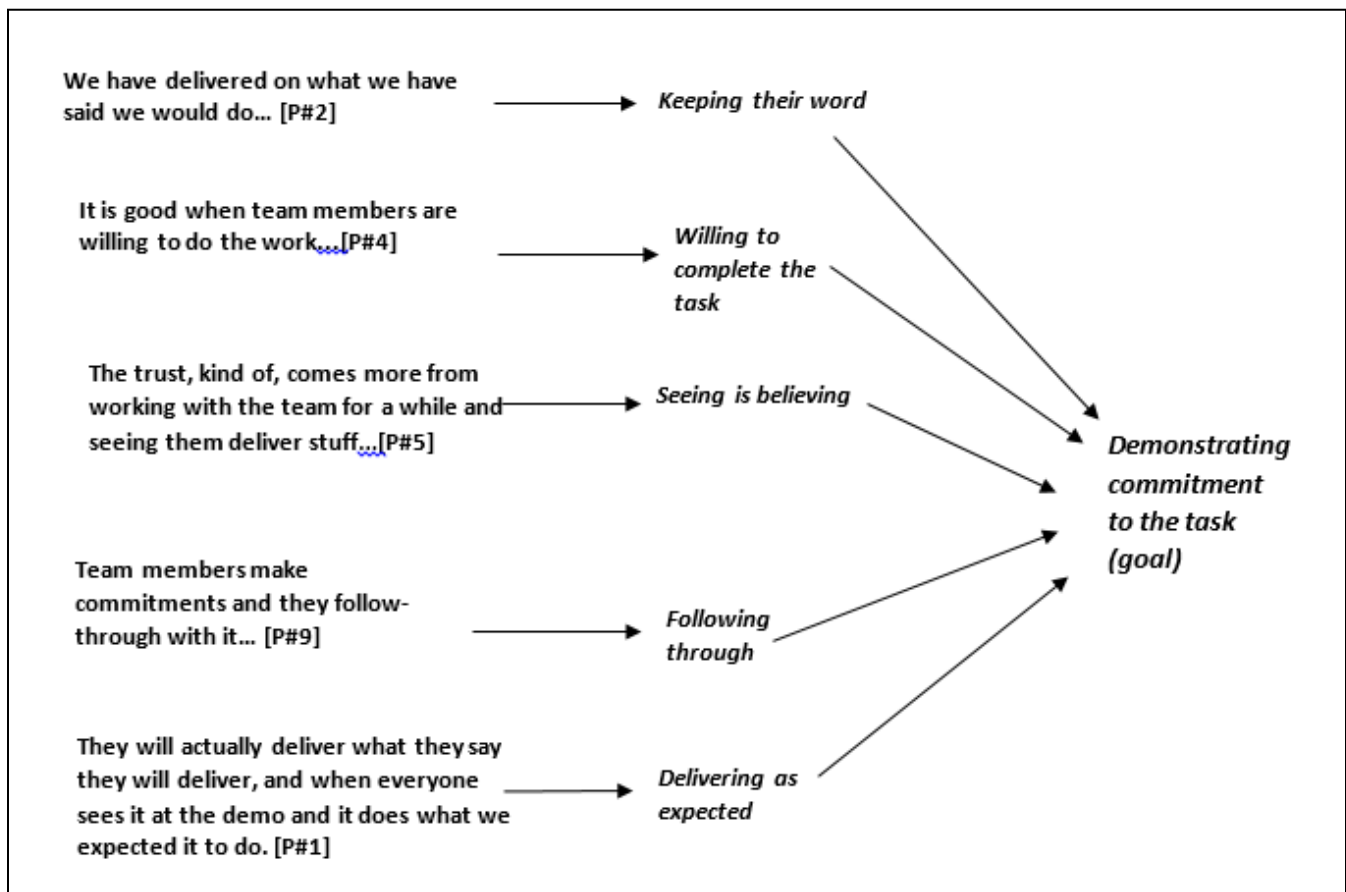 We have delivered on what we have
said we would do… [P#2]
Keeping their word
It is good when team members are
willing to do the work...[P#4]
Willing to
complete the
task
The trust, kind of, comes more from
working with the team for a while and
seeing them deliver stuff...[P#5]
Seeing is believing
Demonstrating
commitment
to the task
(goal)
Team members make
commitments and they follow-
through with it… [P#9]
Following
through
They will actually deliver what they say
they will deliver, and when everyone
sees it at the demo and it does what we
expected it to do. [P#1]
Delivering as
expected